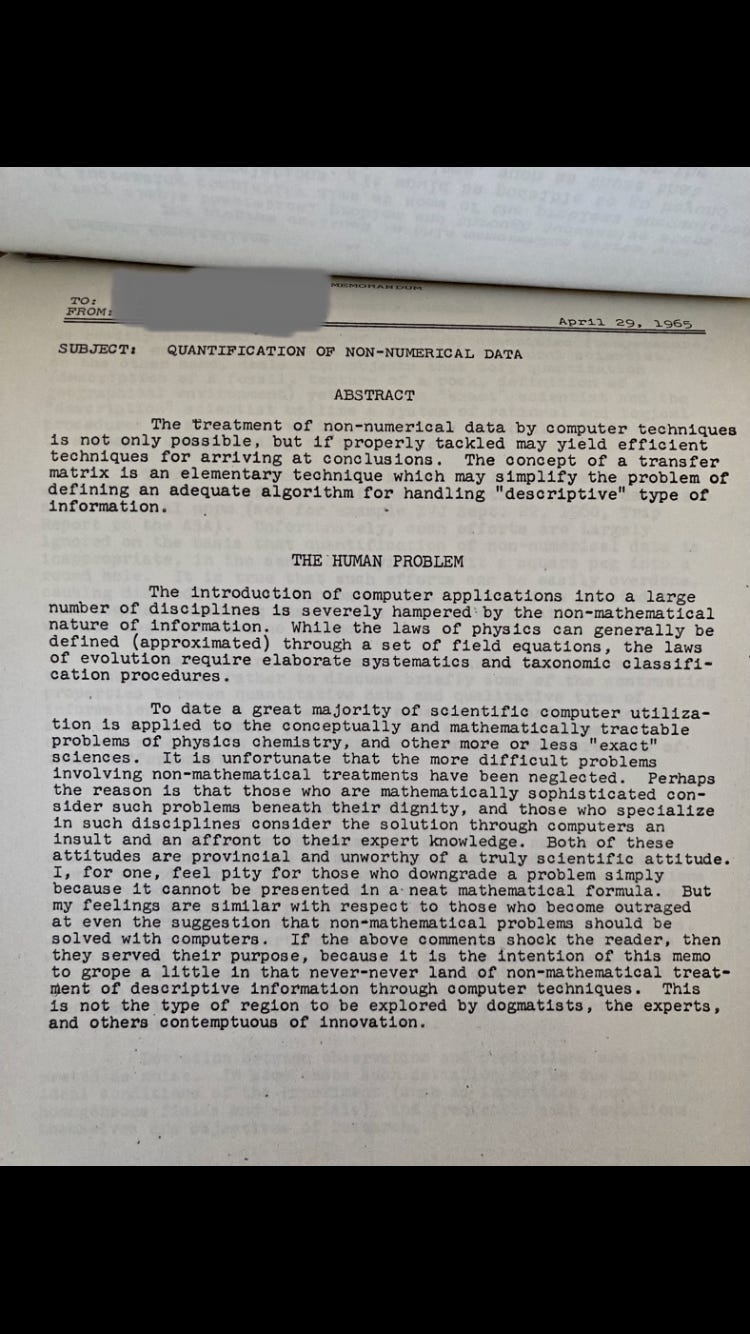 MEMORANDUM
TO:
FROM:
April 29, 1965
SUBJECT: QUANTIFICATION OF NON-NUMERICAL DATA
ABSTRACT
The treatment of non-numerical data by computer techniques
is not only possible, but if properly tackled may yield efficient
techniques for arriving at conclusions. The concept of a transfer
matrix is an elementary technique which may simplify the problem of
defining an adequate algorithm for handling "descriptive" type of
information.
THE HUMAN PROBLEM
The introduction of computer applications into a large
number of disciplines is severely hampered by the non-mathematical
nature of information. While the laws of physics can generally be
defined (approximated) through a set of field equations, the laws
of evolution require elaborate systematics and taxonomic classifi-
cation procedures.
To date a great majority of scientific computer utiliza-
tion is applied to the conceptually and mathematically tractable
problems of physics chemistry, and other more or less "exact"
sciences. It is unfortunate that the more difficult problems
involving non-mathematical treatments have been neglected. Perhaps
the reason is that those who are mathematically sophisticated con-
sider such problems beneath their dignity, and those who specialize
in such disciplines consider the solution through computers an
insult and an affront to their expert knowledge. Both of these
attitudes are provincial and unworthy of a truly scientific attitude.
I, for one, feel pity for those who downgrade a problem simply
because it cannot be presented in a neat mathematical formula. But
my feelings are similar with respect to those who become outraged
at even the suggestion that non-mathematical problems should be
solved with computers. If the above comments shock the reader, then
they served their purpose, because it is the intention of this memo
to grope a little in that never-never land of non-mathematical treat-
ment of descriptive information through computer techniques. This
is not the type of region to be explored by dogmatists, the experts,
and others contemptuous of innovation.